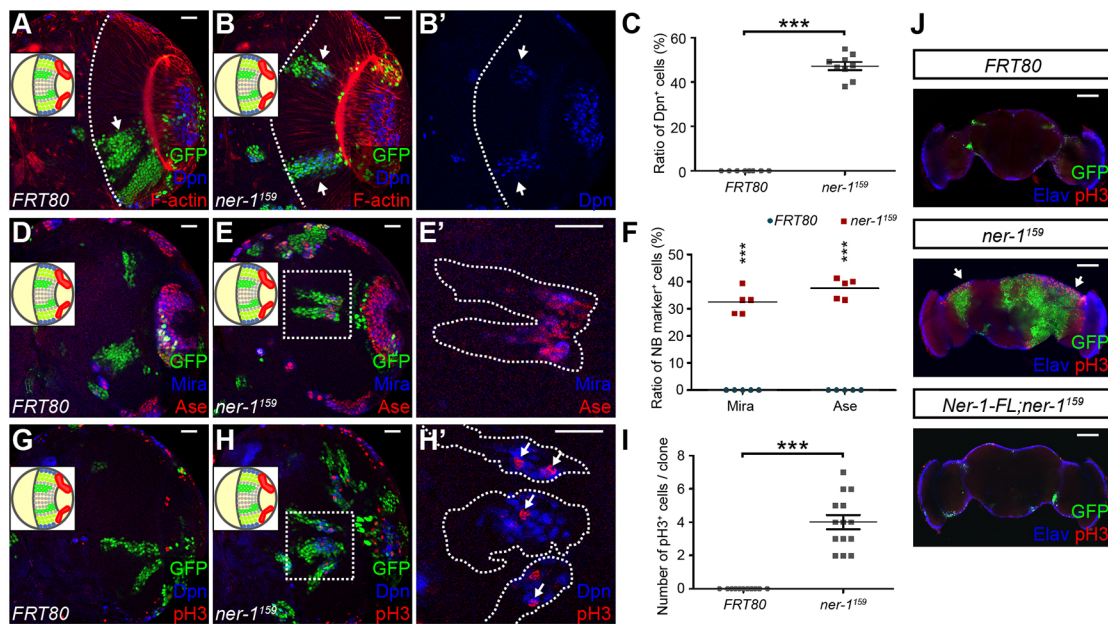 A
FRT80
GFP
Dpn
F-actin
B
ner-1¹⁵⁹
GFP
Dpn
F-actin
B'
Dpn
C
***
Ratio of Dpn⁺ cells (%)
60
40
20
0
FRT80
ner-1¹⁵⁹
D
FRT80
GFP
Mira
Ase
E
ner-1¹⁵⁹
GFP
Mira
Ase
E'
Mira
Ase
F
FRT80
ner-1¹⁵⁹
Ratio of NB marker⁺ cells (%)
50
40
30
20
10
0
***
***
Mira
Ase
G
FRT80
GFP
Dpn
pH3
H
ner-1¹⁵⁹
GFP
Dpn
pH3
H'
Dpn
pH3
I
***
Number of pH3⁺ cells / clone
8
6
4
2
0
FRT80
ner-1¹⁵⁹
J
FRT80
GFP
Elav pH3
ner-1¹⁵⁹
GFP
Elav pH3
Ner-1-FL;ner-1¹⁵⁹
GFP
Elav pH3